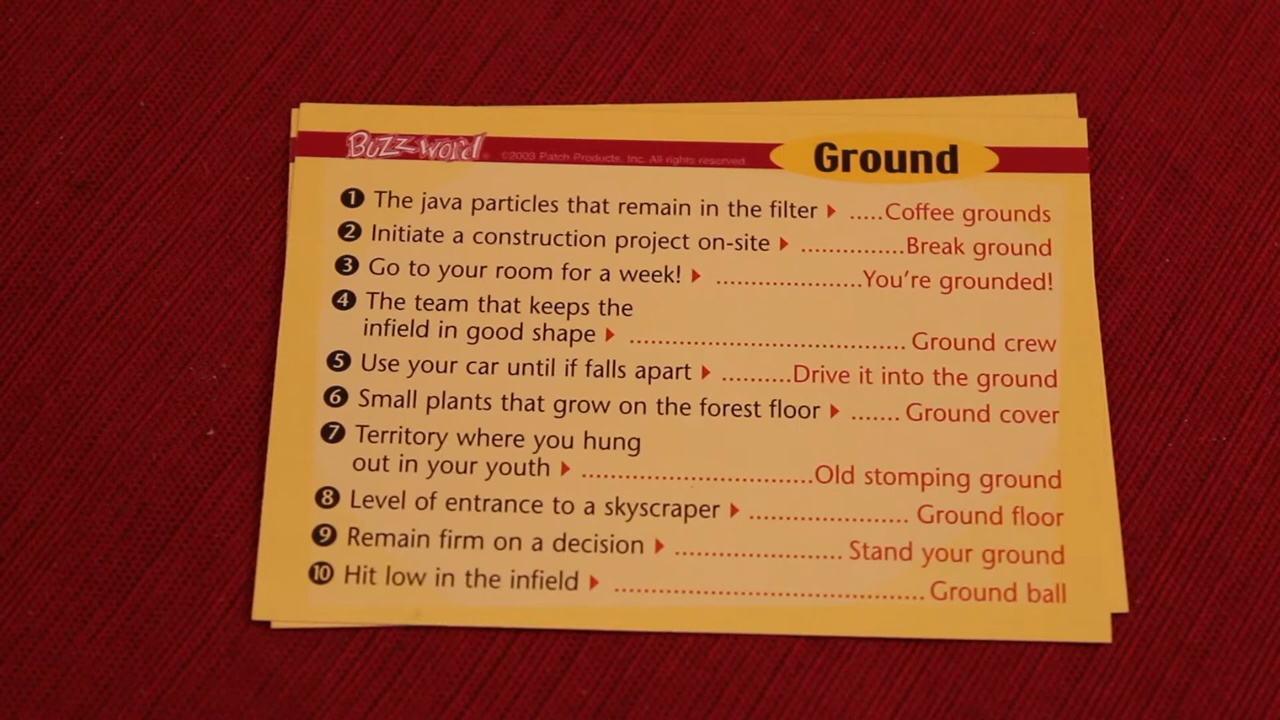 Buzzword ©2003 Patch Products, Inc. All rights reserved. Ground
1 The java particles that remain in the filter ▶ .....Coffee grounds
2 Initiate a construction project on-site ▶ ...............Break ground
3 Go to your room for a week! ▶ .....................You're grounded!
4 The team that keeps the
infield in good shape ▶ ........................................ Ground crew
5 Use your car until if falls apart ▶ ..........Drive it into the ground
6 Small plants that grow on the forest floor ▶ ....... Ground cover
7 Territory where you hung
out in your youth ▶ .................................Old stomping ground
8 Level of entrance to a skyscraper ▶ ....................... Ground floor
9 Remain firm on a decision ▶ ........................ Stand your ground
10 Hit low in the infield ▶ ............................................. Ground ball